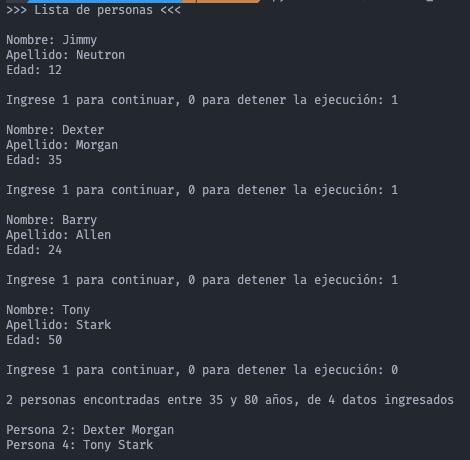 >>> Lista de personas <<<
Nombre: Jimmy
Apellido: Neutron
Edad: 12
Ingrese 1 para continuar, 0 para detener la ejecución: 1
Nombre: Dexter
Apellido: Morgan
Edad: 35
Ingrese 1 para continuar, 0 para detener la ejecución: 1
Nombre: Barry
Apellido: Allen
Edad: 24
Ingrese 1 para continuar, 0 para detener la ejecución: 1
Nombre: Tony
Apellido: Stark
Edad: 50
Ingrese 1 para continuar, 0 para detener la ejecución: 0
2 personas encontradas entre 35 y 80 años, de 4 datos ingresados
Persona 2: Dexter Morgan
Persona 4: Tony Stark